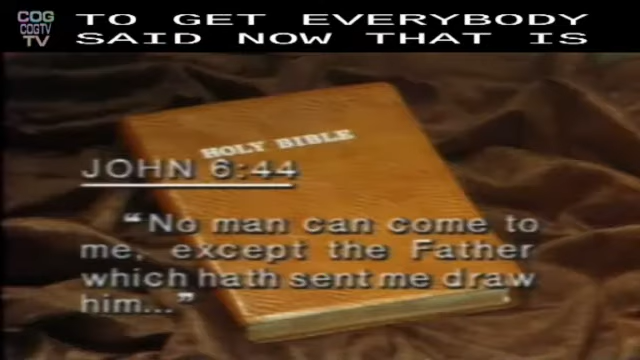 COG
COGTV
TV
TO GET EVERYBODY
SAID NOW THAT IS
HOLY BIBLE
JOHN 6:44
“No man can come to
me, except the Father
which hath sent me draw
him...”